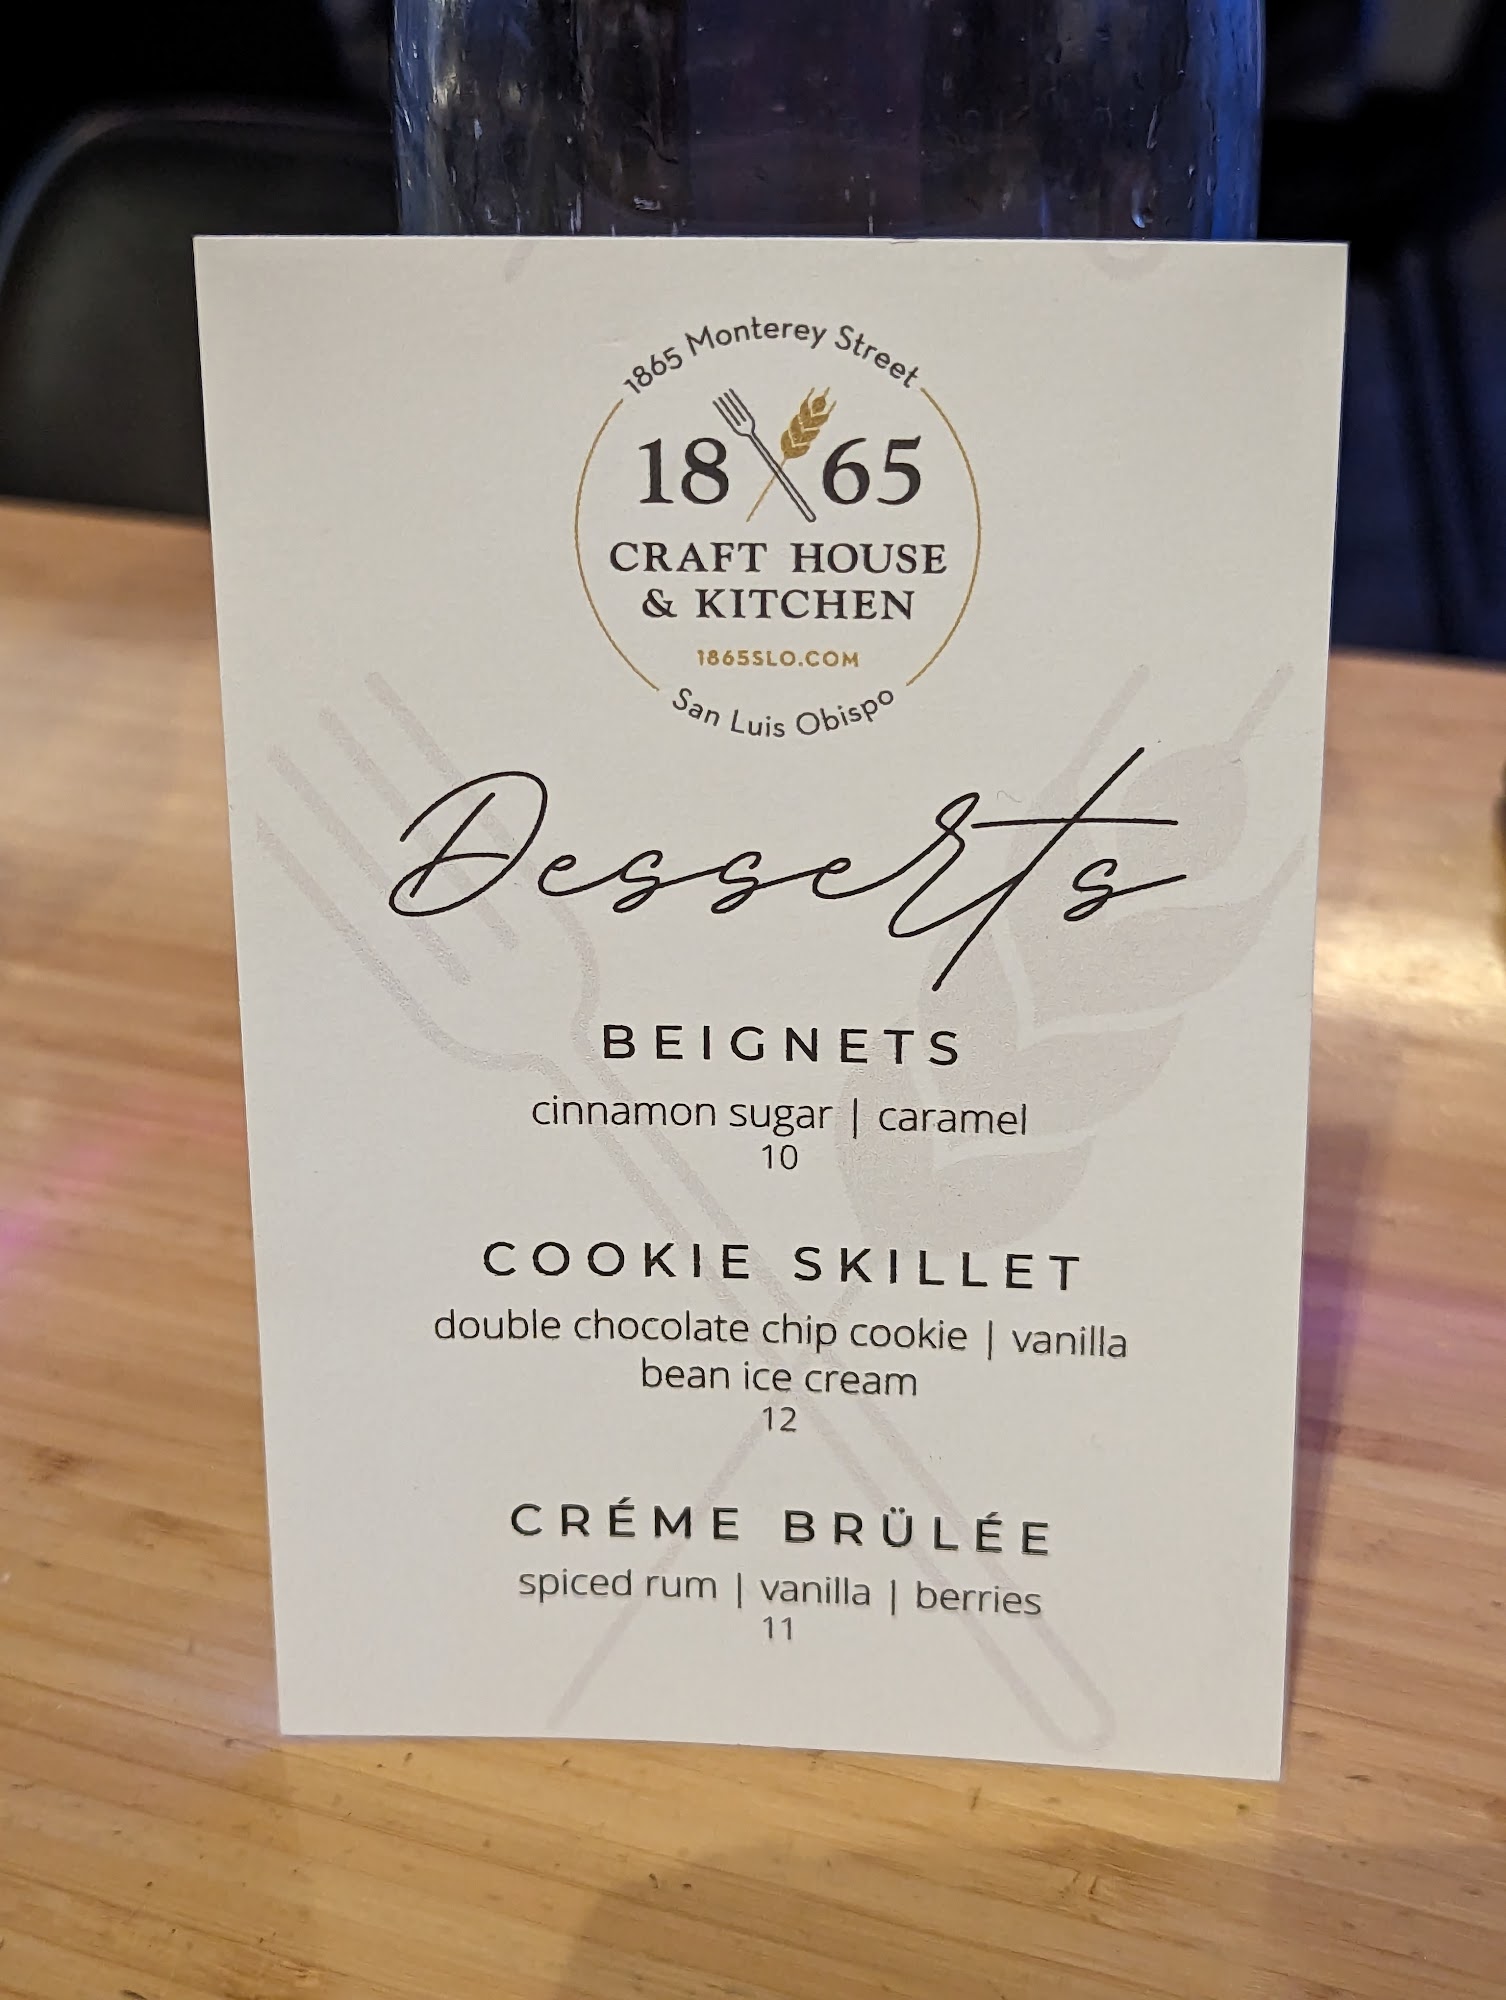 1865 Monterey Street
18 65
CRAFT HOUSE
& KITCHEN
1865SLO.COM
San Luis Obispo
Desserts
BEIGNETS
cinnamon sugar | caramel
10
COOKIE SKILLET
double chocolate chip cookie | vanilla
bean ice cream
12
CRÉME BRÜLÉE
spiced rum | vanilla | berries
11